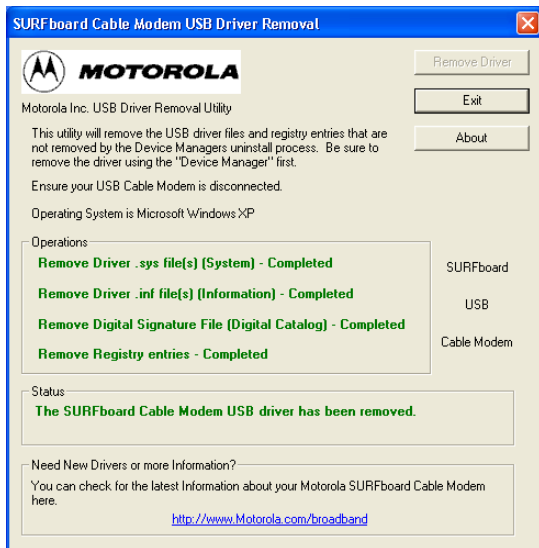 SURFboard Cable Modem USB Driver Removal
MOTOROLA
Remove Driver
Motorola Inc. USB Driver Removal Utility
Exit
This utility will remove the USB driver files and registry entries that are
not removed by the Device Managers uninstall process. Be sure to
remove the driver using the "Device Manager" first.
About
Ensure your USB Cable Modem is disconnected.
Operating System is Microsoft Windows XP
Operations
Remove Driver .sys file(s) (System) - Completed
Remove Driver .inf file(s) (Information) - Completed
Remove Digital Signature File (Digital Catalog) - Completed
Remove Registry entries - Completed
SURFboard
USB
Cable Modem
Status
The SURFboard Cable Modem USB driver has been removed.
Need New Drivers or more Information?
You can check for the latest Information about your Motorola SURFboard Cable Modem
here.
http://www.Motorola.com/broadband